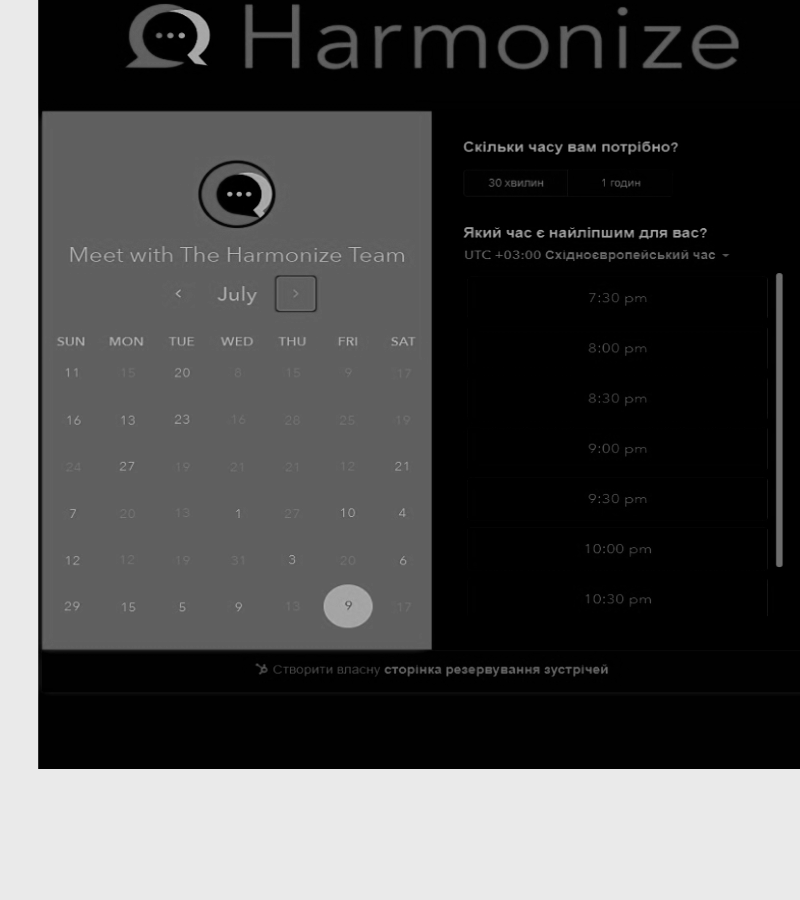 Harmonize
Meet with The Harmonize Team
July
SUN MON TUE WED THU FRI SAT
11 15 20 8 15 9 17
16 13 23 16 28 25 19
24 27 19 21 21 12 21
7 20 13 1 27 10 4
12 12 19 31 3 20 6
29 15 5 9 13 9 17
Скільки часу вам потрібно?
30 хвилин 1 годин
Який час є найліпшим для вас?
UTC +03:00 Східноєвропейський час
7:30 pm
8:00 pm
8:30 pm
9:00 pm
9:30 pm
10:00 pm
10:30 pm
Створити власну сторінка резервування зустрічей